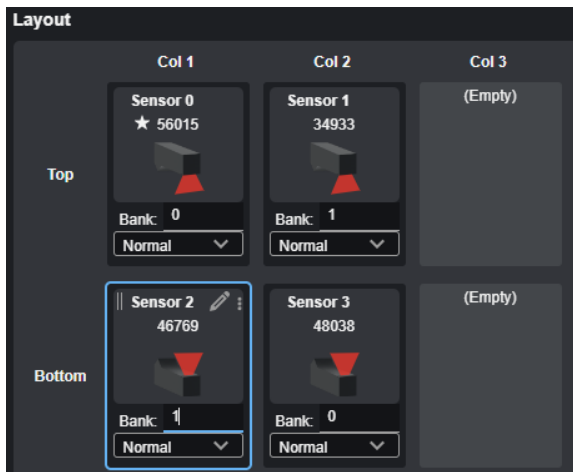 Layout
Col 1 Col 2 Col 3
Sensor 0 Sensor 1 (Empty)
★ 56015 34933
Top
Bank: 0 Bank: 1
Normal Normal
Sensor 2 Sensor 3 (Empty)
46769 48038
Bottom
Bank: 1 Bank: 0
Normal Normal